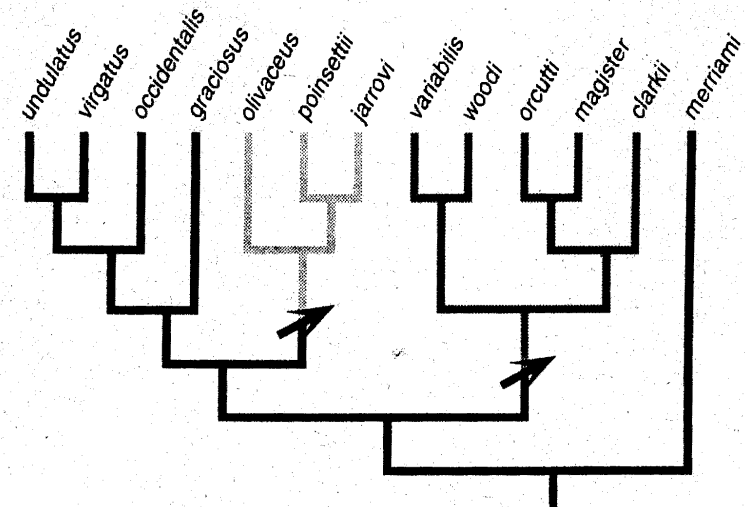 undulatus
virgatus
occidentalis
graciosus
olivaceus
poinsettii
jarrovi
variabilis
woodi
orcutti
magister
clarkii
merriami